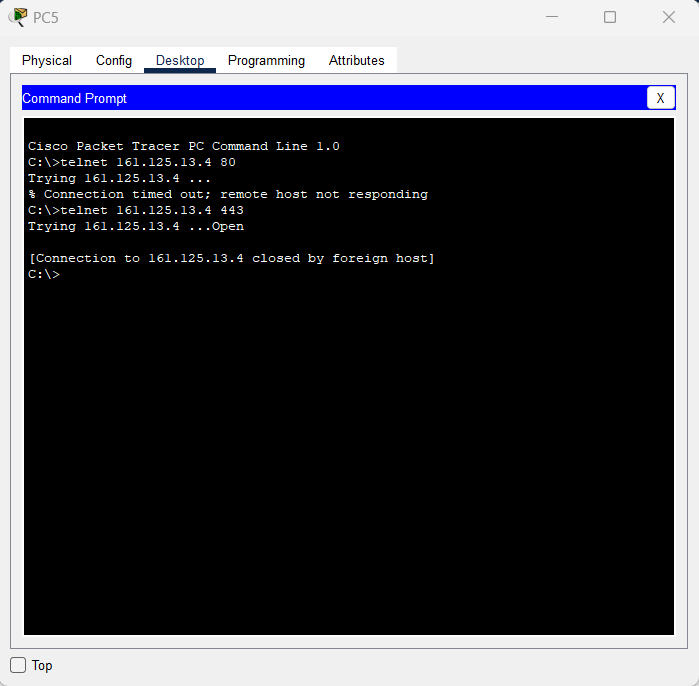 PC5
Physical Config Desktop Programming Attributes
Command Prompt X
Cisco Packet Tracer PC Command Line 1.0
C:\>telnet 161.125.13.4 80
Trying 161.125.13.4 ...
% Connection timed out; remote host not responding
C:\>telnet 161.125.13.4 443
Trying 161.125.13.4 ...Open
[Connection to 161.125.13.4 closed by foreign host]
C:\>
Top